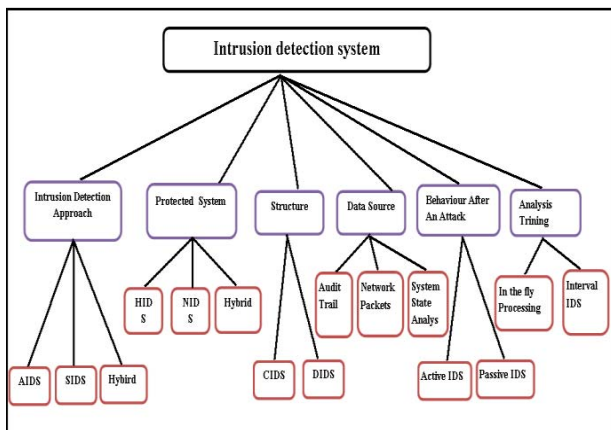 Intrusion detection system
Intrusion Detection
Approach
Protected System
Structure
Data Source
Behaviour After
An Attack
Analysis
Trining
HID
S
NID
S
Hybrid
Audit
Trail
Network
Packets
System
State
Analys
In the fly
Processing
Interval
IDS
AIDS
SIDS
Hybird
CIDS
DIDS
Active IDS
Passive IDS